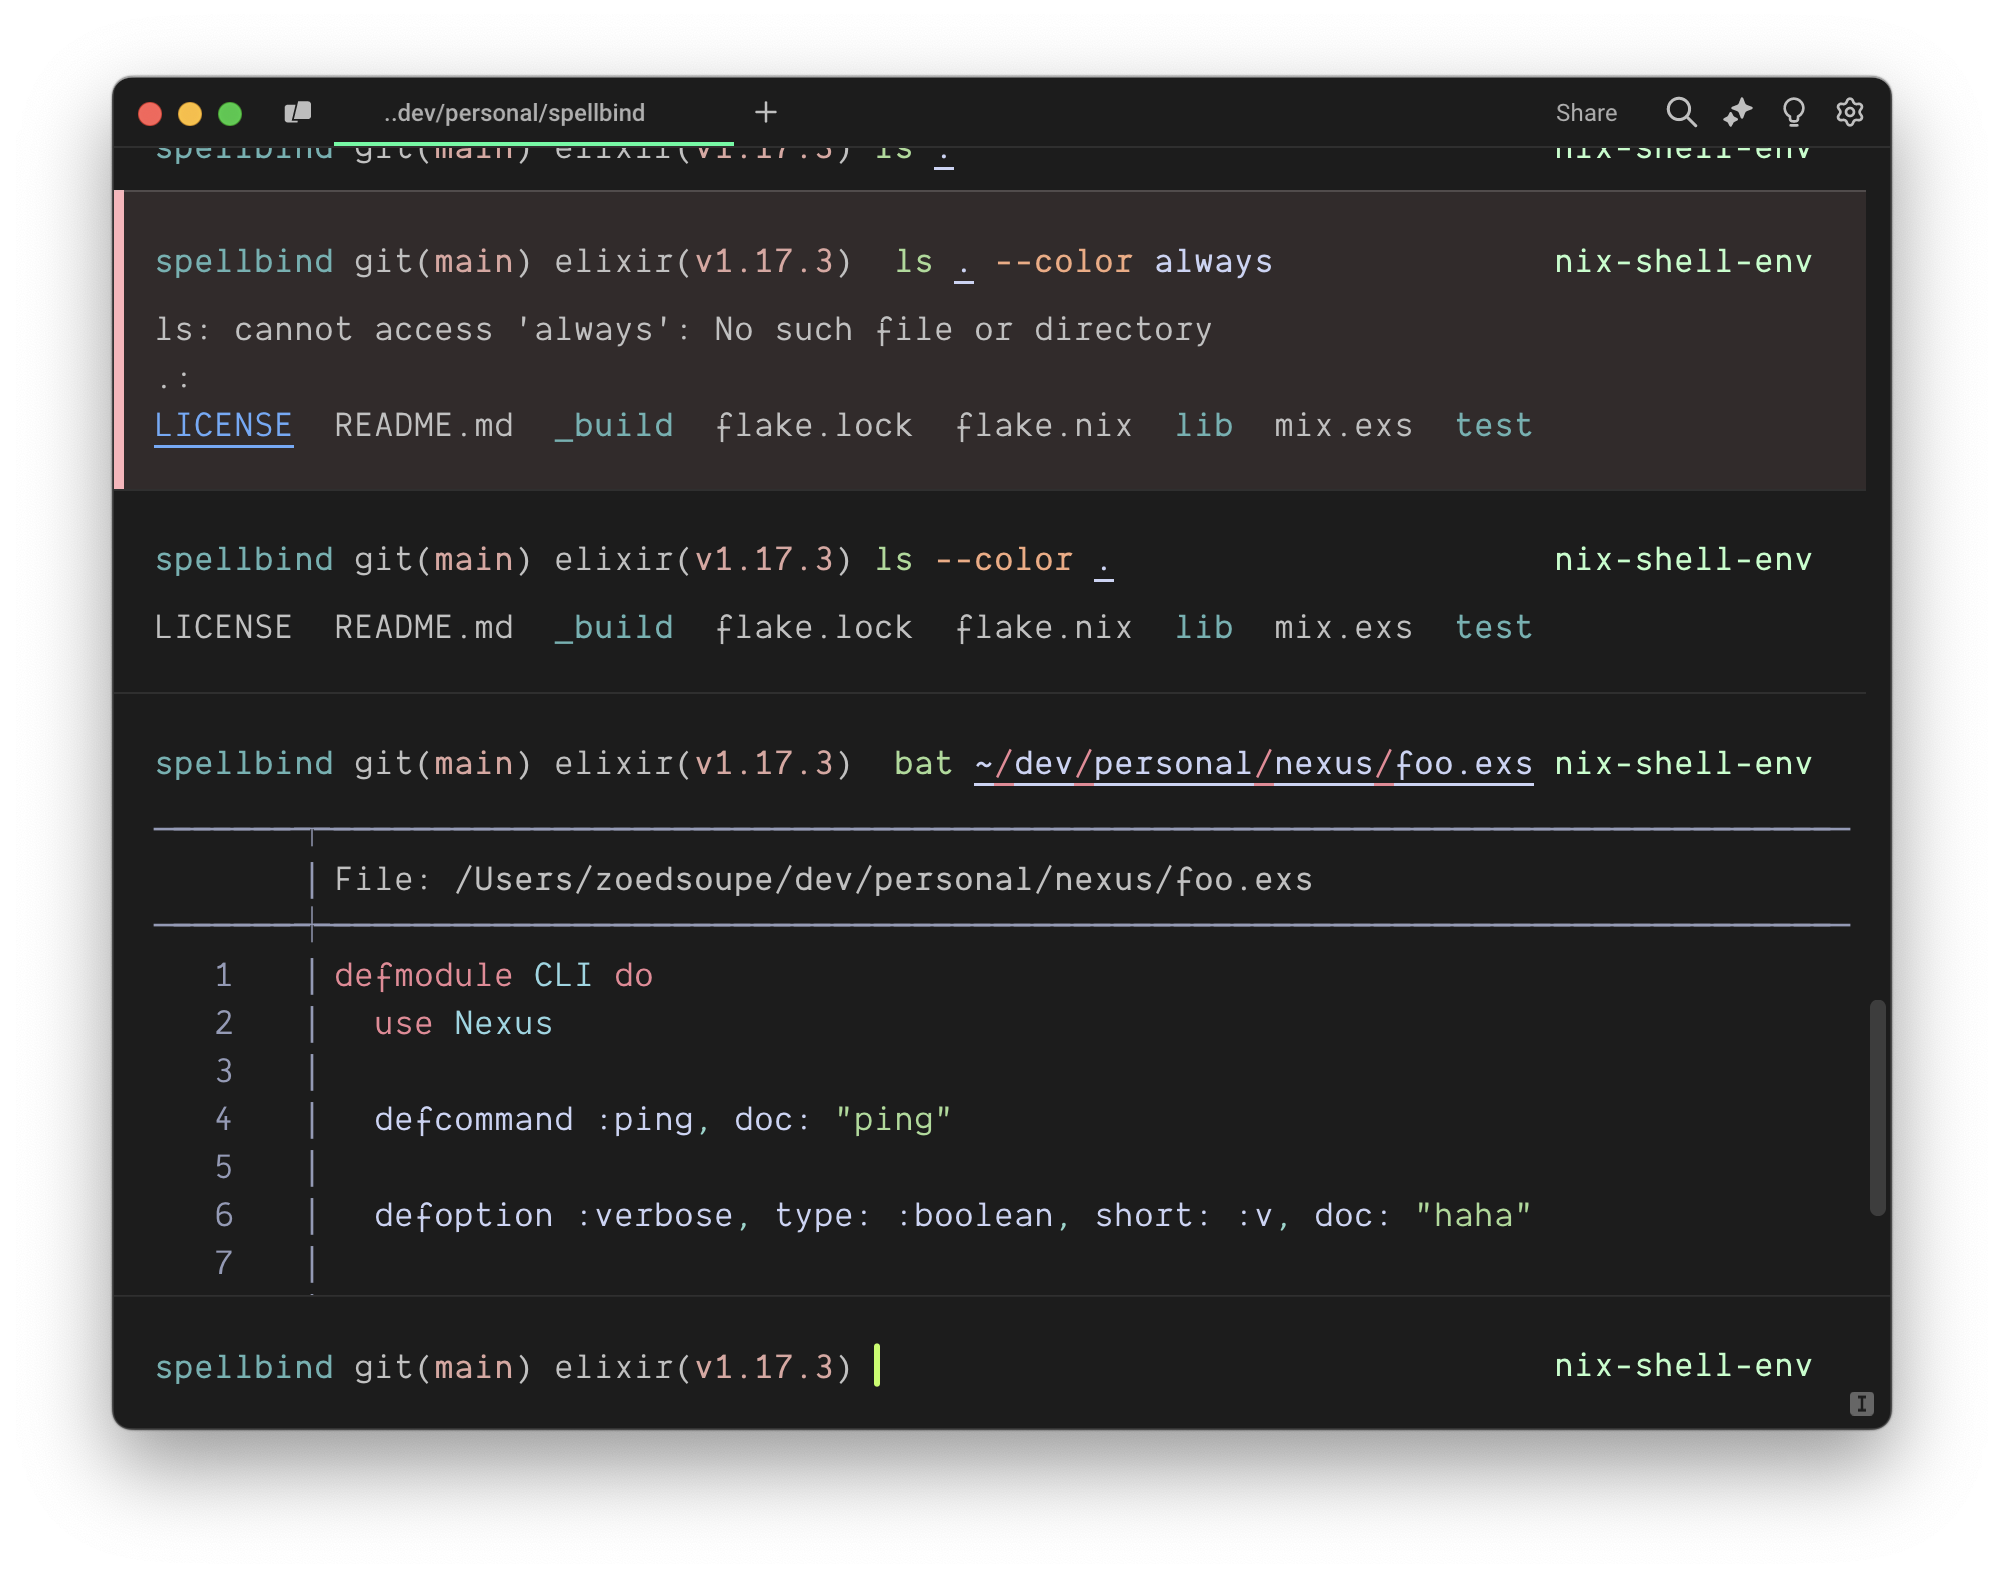 ..dev/personal/spellbind + Share
spellbind git(main) elixir(v1.17.3) ls . nix-shell-env
spellbind git(main) elixir(v1.17.3)  ls . --color always nix-shell-env
ls: cannot access 'always': No such file or directory
.:
LICENSE  README.md  _build  flake.lock  flake.nix  lib  mix.exs  test
spellbind git(main) elixir(v1.17.3) ls --color . nix-shell-env
LICENSE  README.md  _build  flake.lock  flake.nix  lib  mix.exs  test
spellbind git(main) elixir(v1.17.3)  bat ~/dev/personal/nexus/foo.exs nix-shell-env
File: /Users/zoedsoupe/dev/personal/nexus/foo.exs
1 defmodule CLI do
2   use Nexus
3
4   defcommand :ping, doc: "ping"
5
6   defoption :verbose, type: :boolean, short: :v, doc: "haha"
7
spellbind git(main) elixir(v1.17.3) nix-shell-env
I